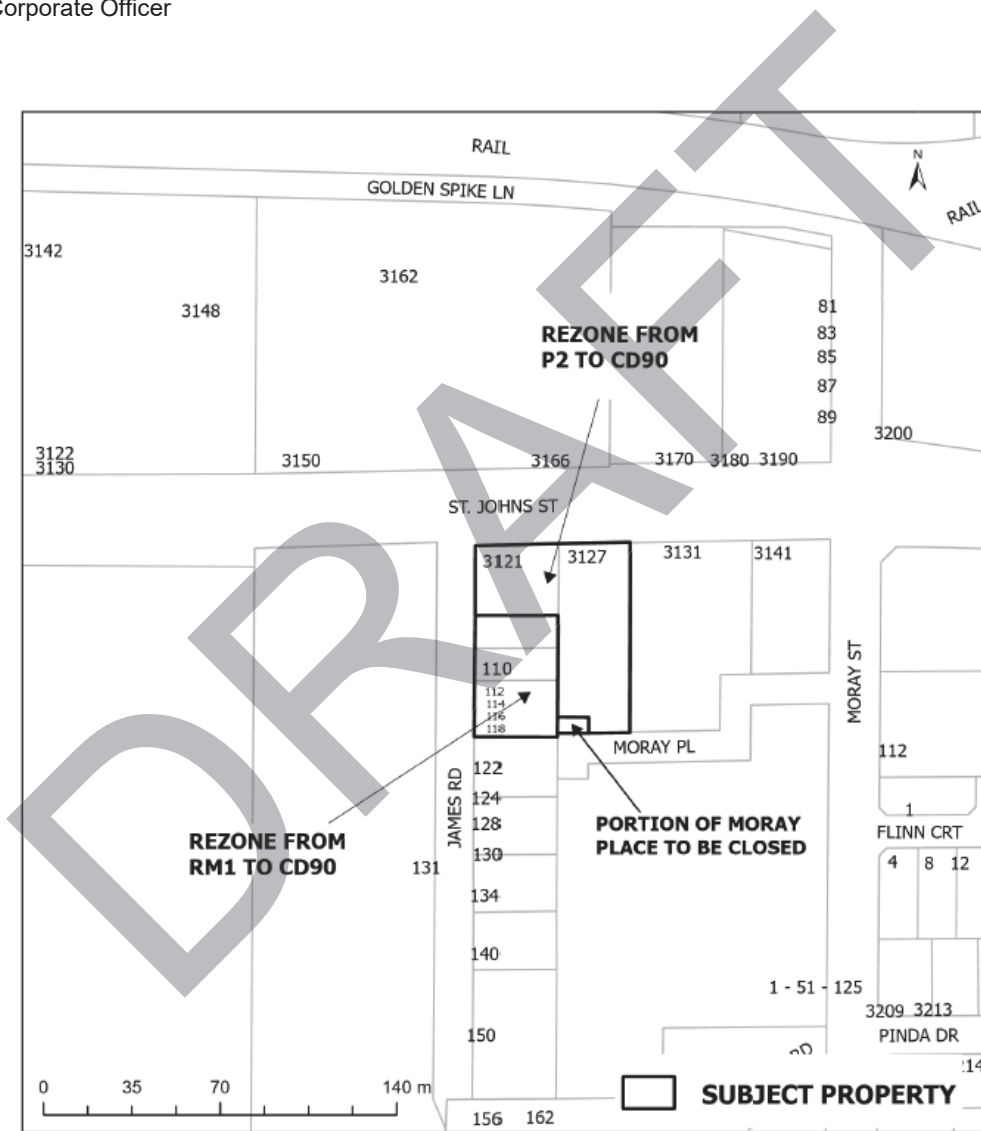 Corporate Officer
RAIL
N
GOLDEN SPIKE LN
RAIL
3142
3162
3148
81
REZONE FROM
P2 TO CD90
83
85
87
89
3122
3130
3150
3166
3170
3180
3190
3200
ST. JOHNS ST
3121
3127
3131
3141
110
112
114
116
118
MORAY ST
MORAY PL
112
JAMES RD
122
124
128
130
134
140
150
131
PORTION OF MORAY
PLACE TO BE CLOSED
REZONE FROM
RM1 TO CD90
1
FLINN CRT
4
8
12
1 - 51 - 125
3209
3213
PINDA DR
RD
0
35
70
140 m
156
162
SUBJECT PROPERTY
DRAFT